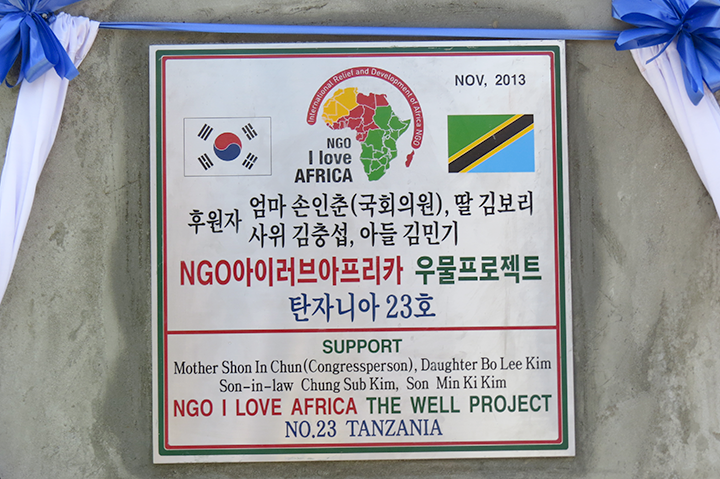 International Relief and Development of Africa NGO
NOV, 2013
NGO
I love
AFRICA
후원자 엄마 손인춘(국회의원), 딸 김보리
사위 김충섭, 아들 김민기
NGO아이러브아프리카 우물프로젝트
탄자니아 23호
SUPPORT
Mother Shon In Chun(Congressperson), Daughter Bo Lee Kim
Son-in-law Chung Sub Kim, Son Min Ki Kim
NGO I LOVE AFRICA THE WELL PROJECT
NO.23 TANZANIA